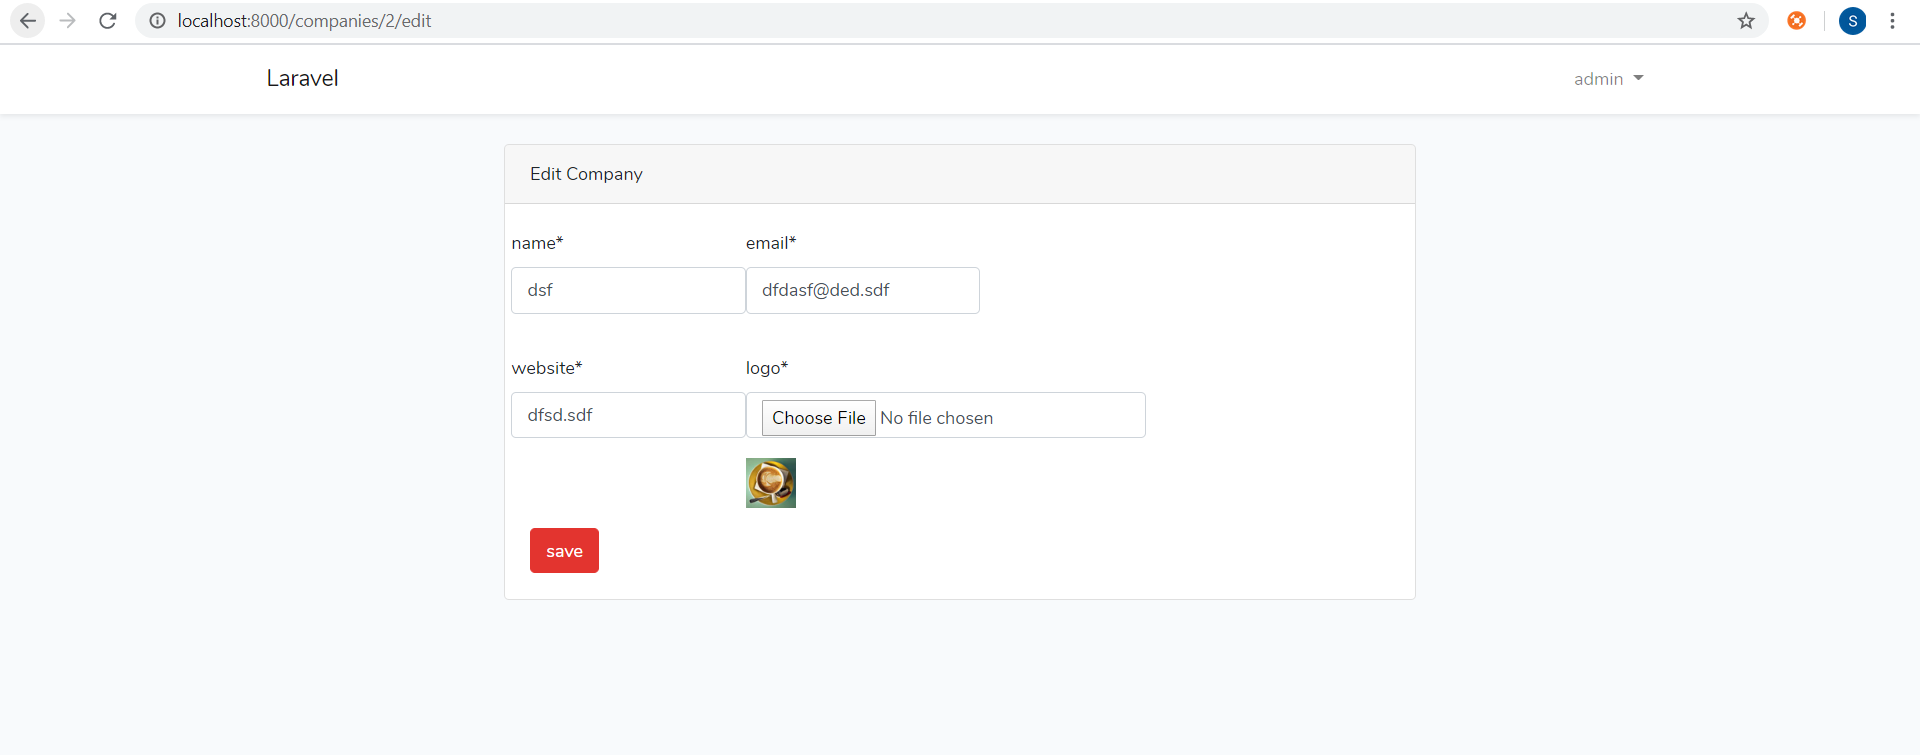 localhost:8000/companies/2/edit
S
Laravel
admin
Edit Company
name* email*
dsf dfdasf@ded.sdf
website* logo*
dfsd.sdf Choose File No file chosen
save